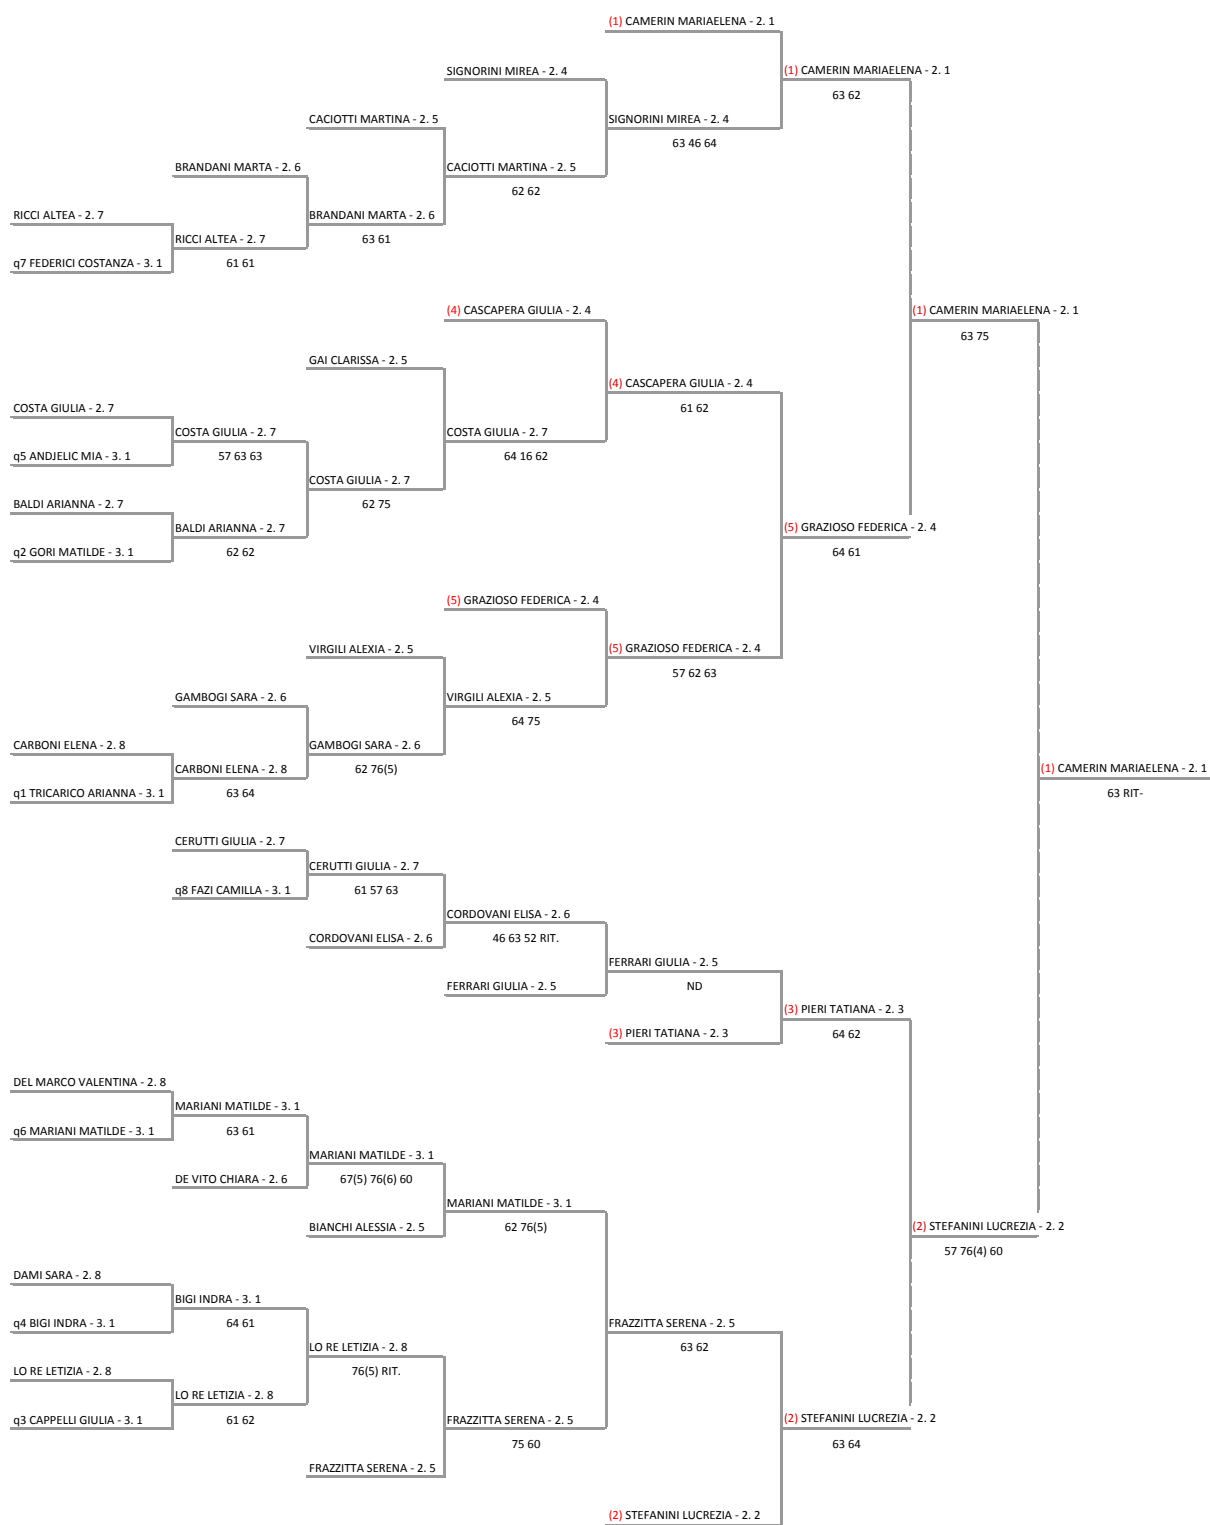 (1) CAMERIN MARIAELENA - 2. 1
SIGNORINI MIREA - 2. 4
(1) CAMERIN MARIAELENA - 2. 1
63 62
CACIOTTI MARTINA - 2. 5
SIGNORINI MIREA - 2. 4
63 46 64
BRANDANI MARTA - 2. 6
CACIOTTI MARTINA - 2. 5
62 62
RICCI ALTEA - 2. 7
BRANDANI MARTA - 2. 6
RICCI ALTEA - 2. 7
63 61
q7 FEDERICI COSTANZA - 3. 1
61 61
(4) CASCAPERA GIULIA - 2. 4
(1) CAMERIN MARIAELENA - 2. 1
63 75
GAI CLARISSA - 2. 5
(4) CASCAPERA GIULIA - 2. 4
61 62
COSTA GIULIA - 2. 7
COSTA GIULIA - 2. 7
COSTA GIULIA - 2. 7
q5 ANDJELIC MIA - 3. 1
57 63 63
64 16 62
COSTA GIULIA - 2. 7
62 75
BALDI ARIANNA - 2. 7
BALDI ARIANNA - 2. 7
(5) GRAZIOSO FEDERICA - 2. 4
q2 GORI MATILDE - 3. 1
62 62
64 61
(5) GRAZIOSO FEDERICA - 2. 4
VIRGILI ALEXIA - 2. 5
(5) GRAZIOSO FEDERICA - 2. 4
57 62 63
GAMBOGI SARA - 2. 6
VIRGILI ALEXIA - 2. 5
64 75
CARBONI ELENA - 2. 8
GAMBOGI SARA - 2. 6
CARBONI ELENA - 2. 8
62 76(5)
(1) CAMERIN MARIAELENA - 2. 1
q1 TRICARICO ARIANNA - 3. 1
63 64
63 RIT-
CERUTTI GIULIA - 2. 7
CERUTTI GIULIA - 2. 7
q8 FAZI CAMILLA - 3. 1
61 57 63
CORDOVANI ELISA - 2. 6
CORDOVANI ELISA - 2. 6
46 63 52 RIT.
FERRARI GIULIA - 2. 5
FERRARI GIULIA - 2. 5
ND
(3) PIERI TATIANA - 2. 3
(3) PIERI TATIANA - 2. 3
64 62
DEL MARCO VALENTINA - 2. 8
MARIANI MATILDE - 3. 1
q6 MARIANI MATILDE - 3. 1
63 61
MARIANI MATILDE - 3. 1
DE VITO CHIARA - 2. 6
67(5) 76(6) 60
MARIANI MATILDE - 3. 1
BIANCHI ALESSIA - 2. 5
62 76(5)
(2) STEFANINI LUCREZIA - 2. 2
57 76(4) 60
DAMI SARA - 2. 8
BIGI INDRA - 3. 1
q4 BIGI INDRA - 3. 1
64 61
FRAZZITTA SERENA - 2. 5
LO RE LETIZIA - 2. 8
63 62
LO RE LETIZIA - 2. 8
76(5) RIT.
LO RE LETIZIA - 2. 8
q3 CAPPELLI GIULIA - 3. 1
61 62
FRAZZITTA SERENA - 2. 5
(2) STEFANINI LUCREZIA - 2. 2
75 60
63 64
FRAZZITTA SERENA - 2. 5
(2) STEFANINI LUCREZIA - 2. 2